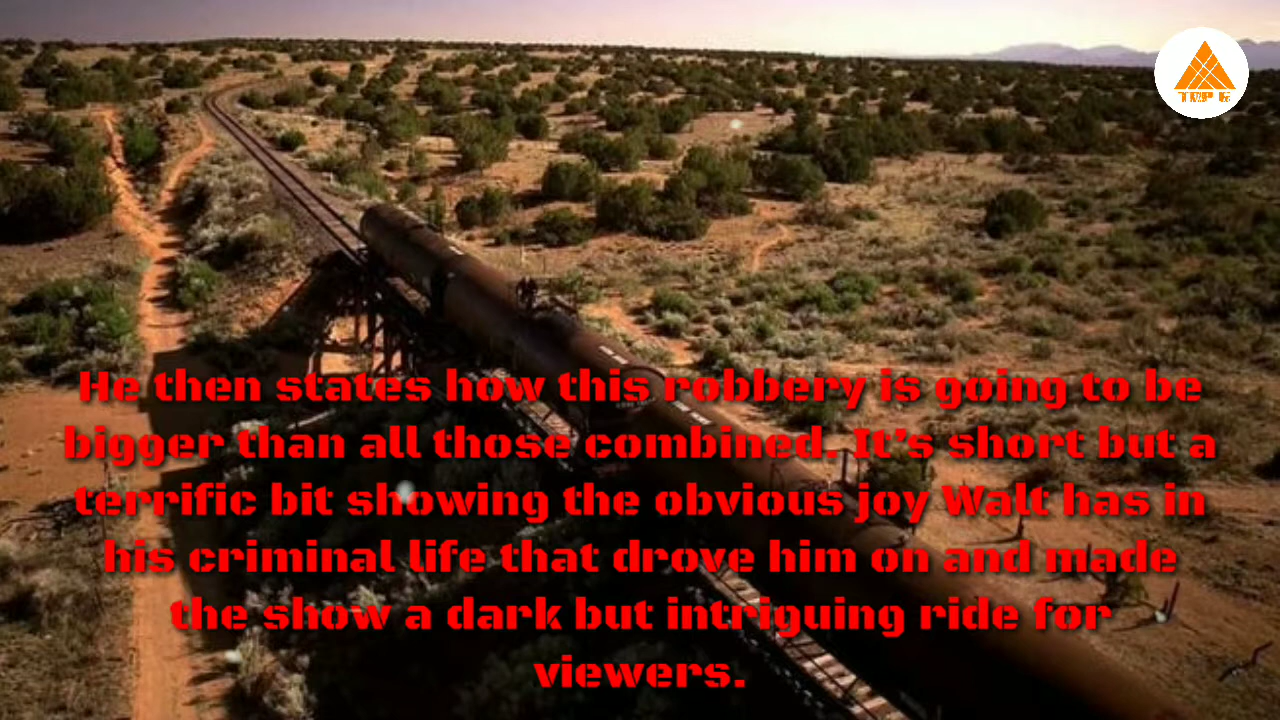 He then states how this robbery is going to be
bigger than all those combined. It's short but a
terrific bit showing the obvious joy Walt has in
his criminal life that drove him on and made
the show a dark but intriguing ride for
viewers.